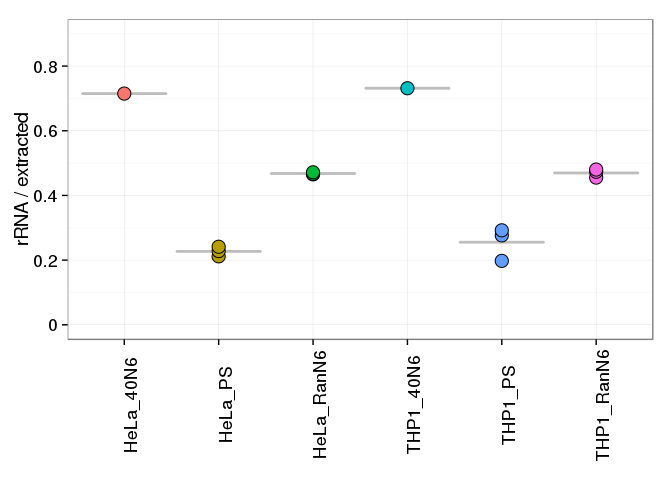 rRNA / extracted
0.8
0.6
0.4
0.2
0
HeLa_40N6
HeLa_PS
HeLa_RanN6
THP1_40N6
THP1_PS
THP1_RanN6